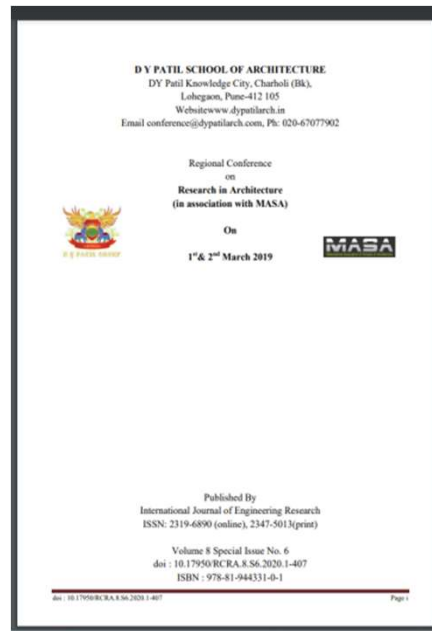 D Y PATIL SCHOOL OF ARCHITECTURE
DY Patil Knowledge City, Charholi (Bk),
Lohegaon, Pune-412 105
Websitewww.dypatilarch.in
Email conference@dypatilarch.com, Ph: 020-67077902
Regional Conference
on
Research in Architecture
(in association with MASA)
On
1st& 2nd March 2019
D Y PATIL GROUP
MASA
Published By
International Journal of Engineering Research
ISSN: 2319-6890 (online), 2347-5013(print)
Volume 8 Special Issue No. 6
doi : 10.17950/RCRA.8.S6.2020.1-407
ISBN : 978-81-944331-0-1
doi : 10.17950/RCRA.8.S6.2020.1-407 Page i